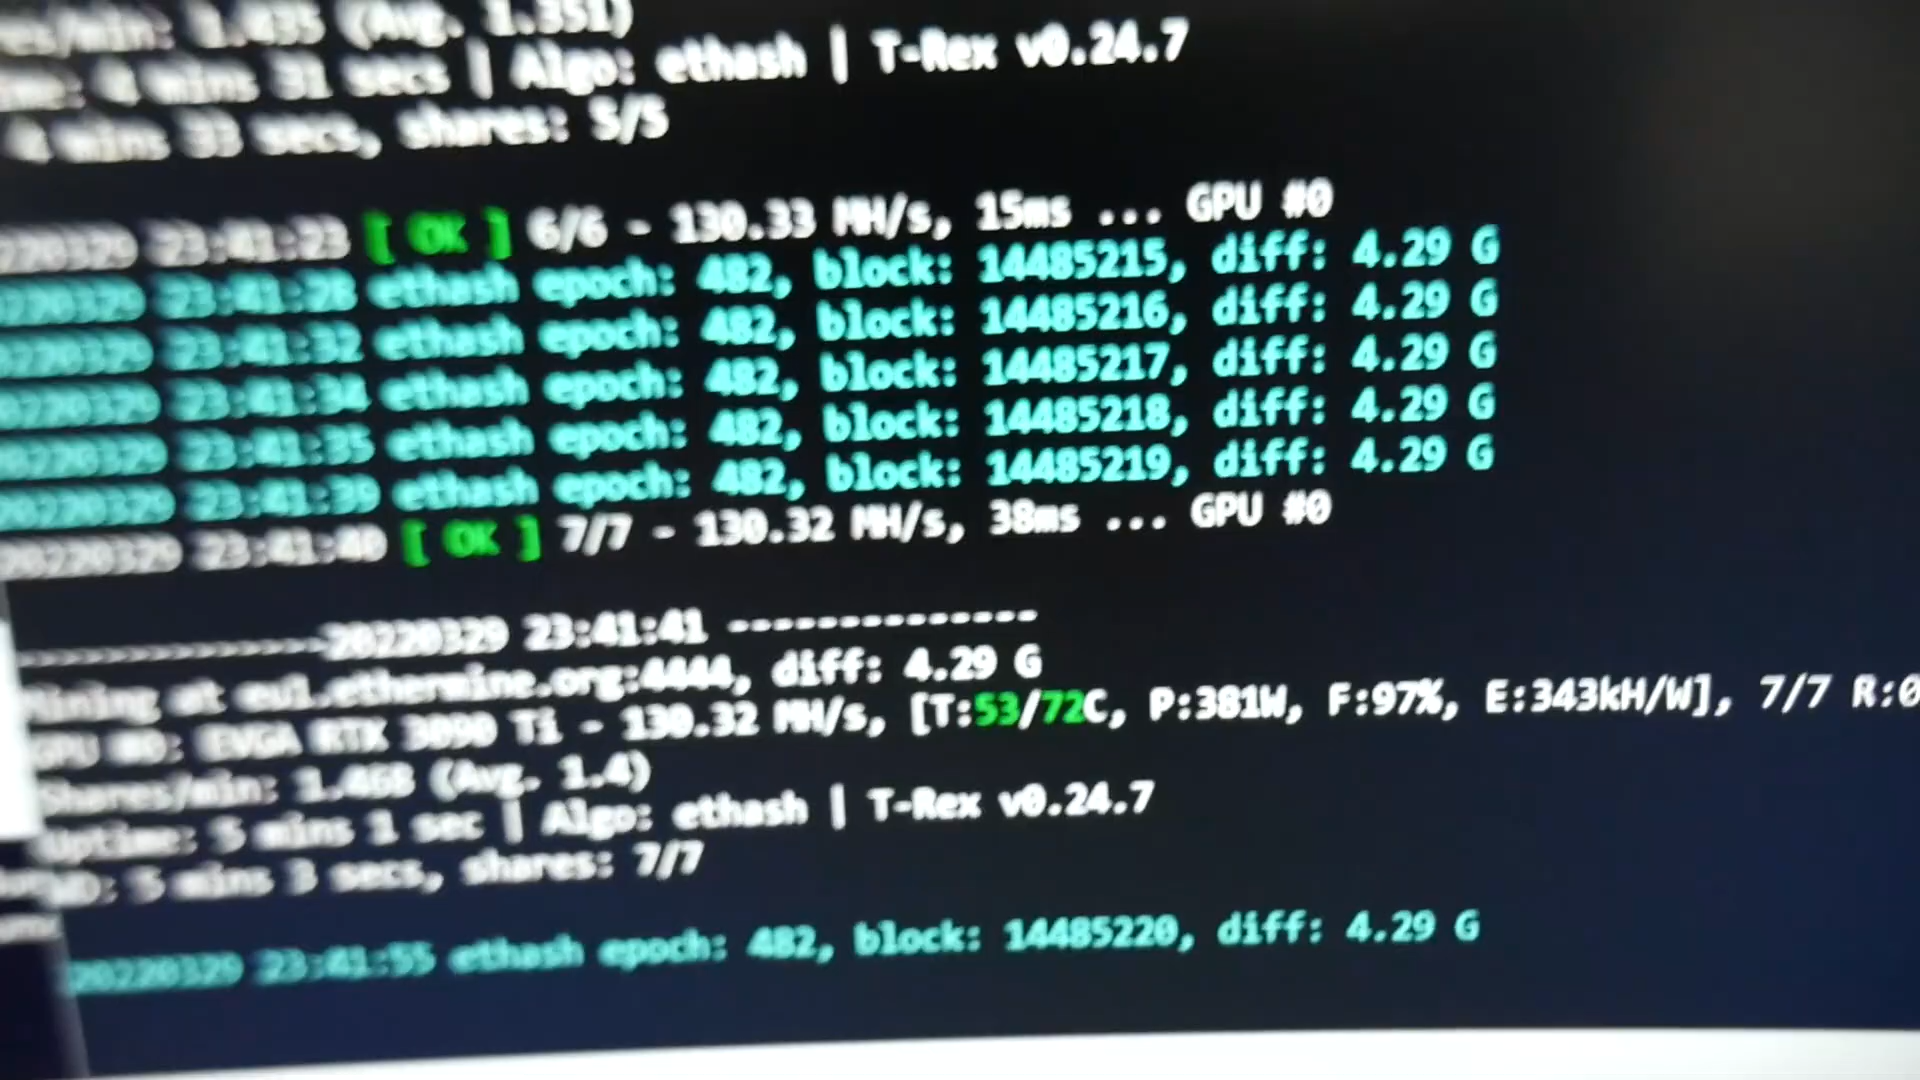 es/min: 1.435 (Avg. 1.351)
me: 4 mins 31 secs | Algo: ethash | T-Rex v0.24.7
4 mins 33 secs, shares: 5/5
220329 23:41:23 [ OK ] 6/6 - 130.33 MH/s, 15ms ... GPU #0
0220329 23:41:28 ethash epoch: 482, block: 14485215, diff: 4.29 G
0220329 23:41:32 ethash epoch: 482, block: 14485216, diff: 4.29 G
0220329 23:41:34 ethash epoch: 482, block: 14485217, diff: 4.29 G
0220329 23:41:35 ethash epoch: 482, block: 14485218, diff: 4.29 G
0220329 23:41:39 ethash epoch: 482, block: 14485219, diff: 4.29 G
20220329 23:41:40 [ OK ] 7/7 - 130.32 MH/s, 38ms ... GPU #0
---------------20220329 23:41:41 ---------------
Mining at eu1.ethermine.org:4444, diff: 4.29 G
GPU #0: EVGA RTX 3090 Ti - 130.32 MH/s, [T:53/72C, P:381W, F:97%, E:343kH/W], 7/7 R:0
Shares/min: 1.468 (Avg. 1.4)
Uptime: 5 mins 1 sec | Algo: ethash | T-Rex v0.24.7
5 mins 3 secs, shares: 7/7
20220329 23:41:55 ethash epoch: 482, block: 14485220, diff: 4.29 G